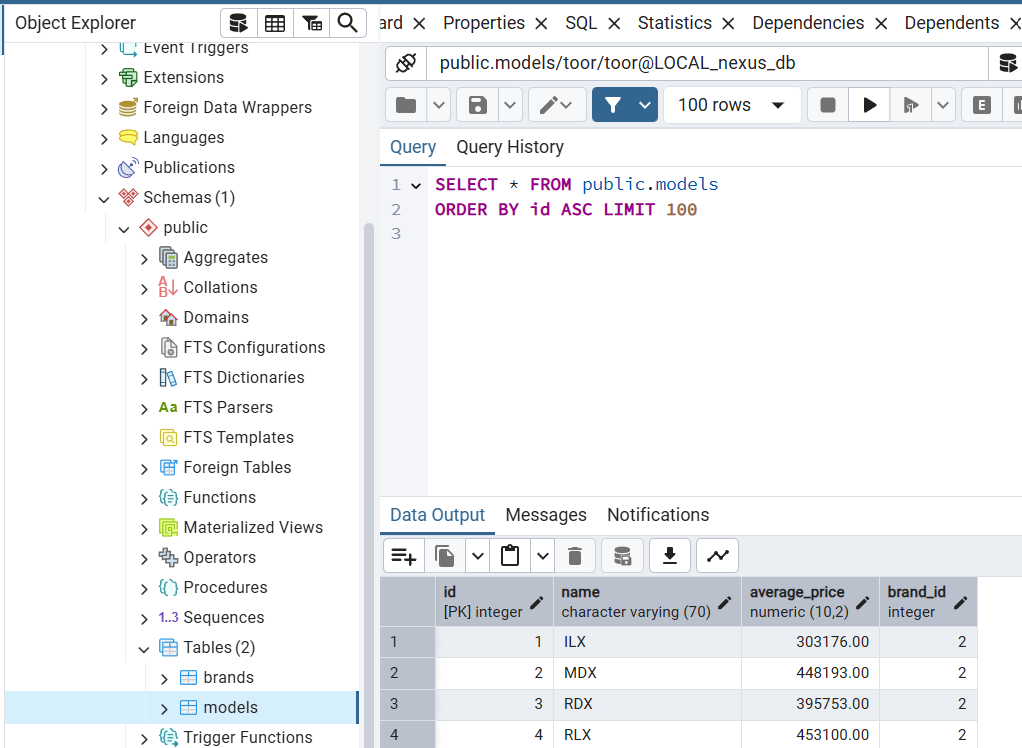 Object Explorer
Event Triggers
Extensions
Foreign Data Wrappers
Languages
Publications
Schemas (1)
public
Aggregates
Collations
Domains
FTS Configurations
FTS Dictionaries
Aa FTS Parsers
FTS Templates
Foreign Tables
Functions
Materialized Views
Operators
Procedures
1..3 Sequences
Tables (2)
brands
models
Trigger Functions
ard Properties SQL Statistics Dependencies Dependents
public.models/toor/toor@LOCAL_nexus_db
100 rows E
Query Query History
1 SELECT * FROM public.models
2 ORDER BY id ASC LIMIT 100
3
Data Output Messages Notifications
id name average_price brand_id
[PK] integer character varying (70) numeric (10,2) integer
1 1 ILX 303176.00 2
2 2 MDX 448193.00 2
3 3 RDX 395753.00 2
4 4 RLX 453100.00 2